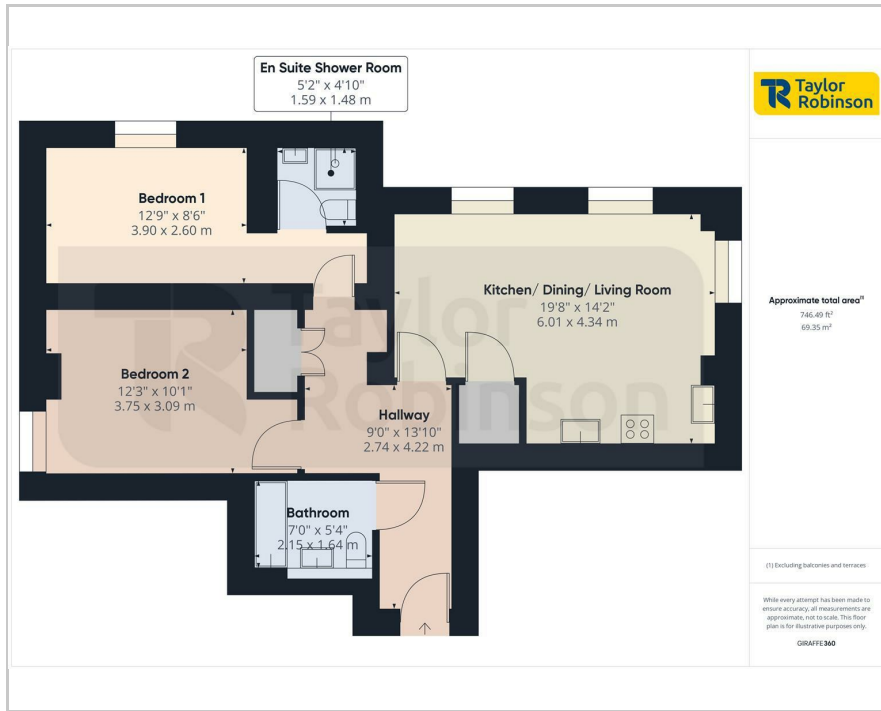 En Suite Shower Room
5'2" x 4'10"
1.59 x 1.48 m
Taylor
Robinson
Bedroom 1
12'9" x 8'6"
3.90 x 2.60 m
Kitchen/ Dining/ Living Room
19'8" x 14'2"
6.01 x 4.34 m
Bedroom 2
12'3" x 10'1"
3.75 x 3.09 m
Hallway
9'0" x 13'10"
2.74 x 4.22 m
Bathroom
7'0" x 5'4"
2.15 x 1.64 m
Taylor
Robinson
Approximate total area(1)
746.49 ft²
69.35 m²
(1) Excluding balconies and terraces
While every attempt has been made to
ensure accuracy, all measurements are
approximate, not to scale. This floor
plan is for illustrative purposes only.
GIRAFFE360